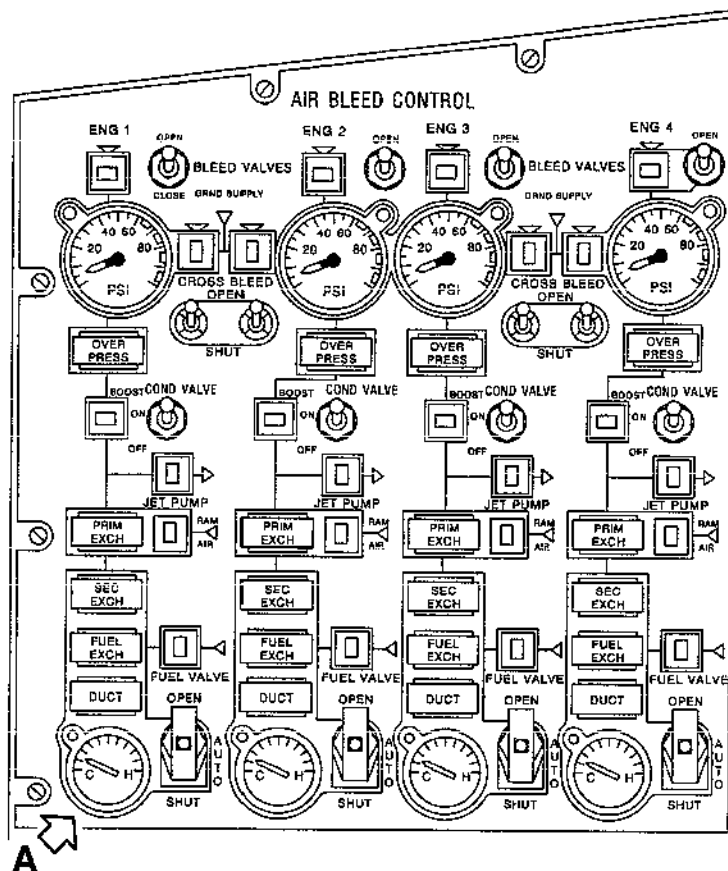 AIR BLEED CONTROL
ENG 1 OPEN ENG 2 OPEN ENG 3 OPEN ENG 4 OPEN
BLEED VALVES BLEED VALVES
CLOSE GRND SUPPLY GRND SUPPLY
20 40 60 80 20 40 60 80 20 40 60 80 20 40 60 80
PSI CROSS BLEED PSI PSI CROSS BLEED PSI
OPEN OPEN
OVER PRESS SHUT OVER PRESS OVER PRESS SHUT OVER PRESS
BOOST COND VALVE BOOST COND VALVE BOOST COND VALVE BOOST COND VALVE
ON ON ON ON
OFF OFF OFF OFF
JET PUMP JET PUMP JET PUMP JET PUMP
PRIM EXCH RAM AIR PRIM EXCH RAM AIR PRIM EXCH RAM AIR PRIM EXCH RAM AIR
SEC EXCH SEC EXCH SEC EXCH SEC EXCH
FUEL EXCH FUEL EXCH FUEL EXCH FUEL EXCH
FUEL VALVE FUEL VALVE FUEL VALVE FUEL VALVE
DUCT OPEN DUCT OPEN DUCT OPEN DUCT OPEN
C H AUTO C H AUTO C H AUTO C H AUTO
SHUT SHUT SHUT SHUT
A